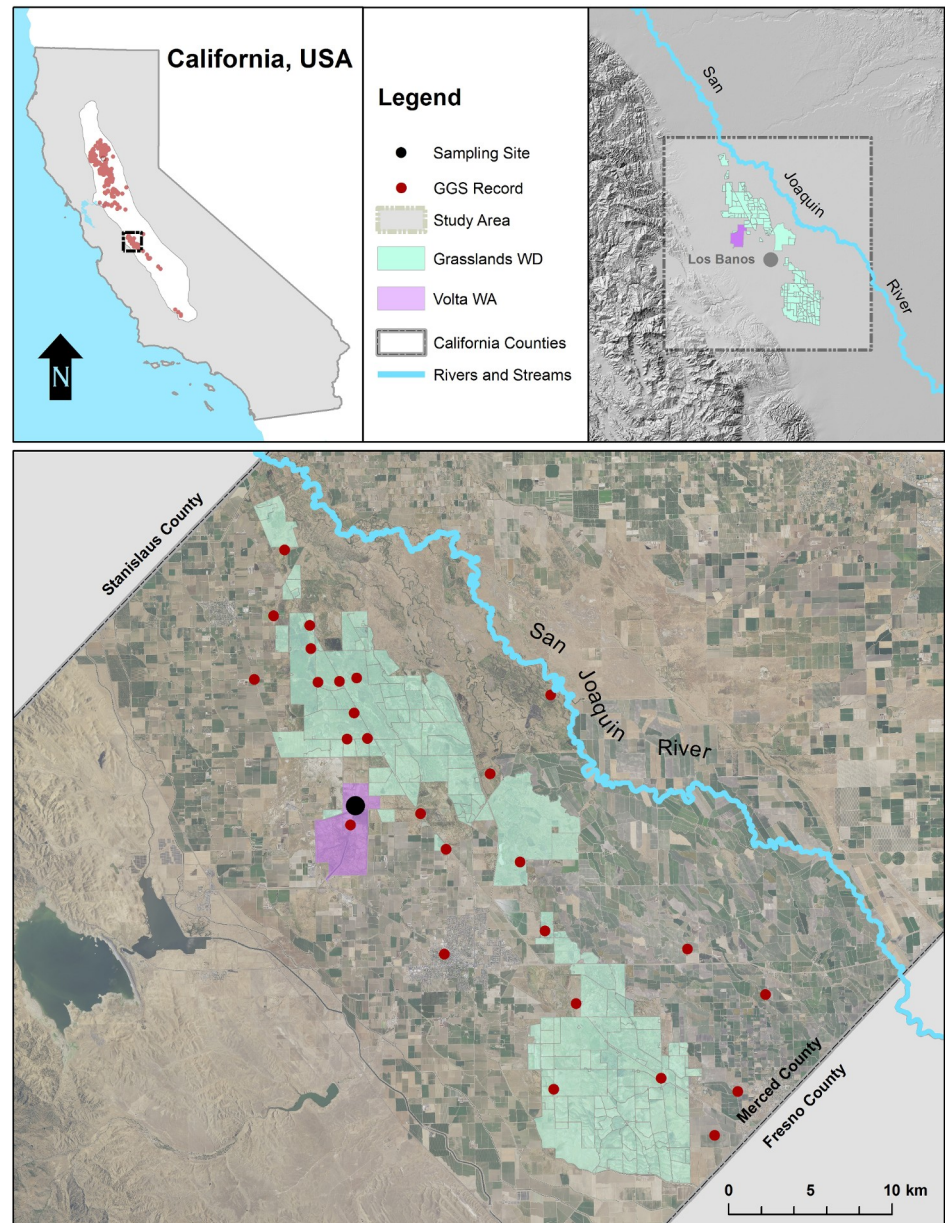 California, USA
N
Legend
Sampling Site
GGS Record
Study Area
Grasslands WD
Volta WA
California Counties
Rivers and Streams
San
Joaquin
River
Los Banos
Stanislaus County
San
Joaquin
River
Merced County
Fresno County
0 5 10 km